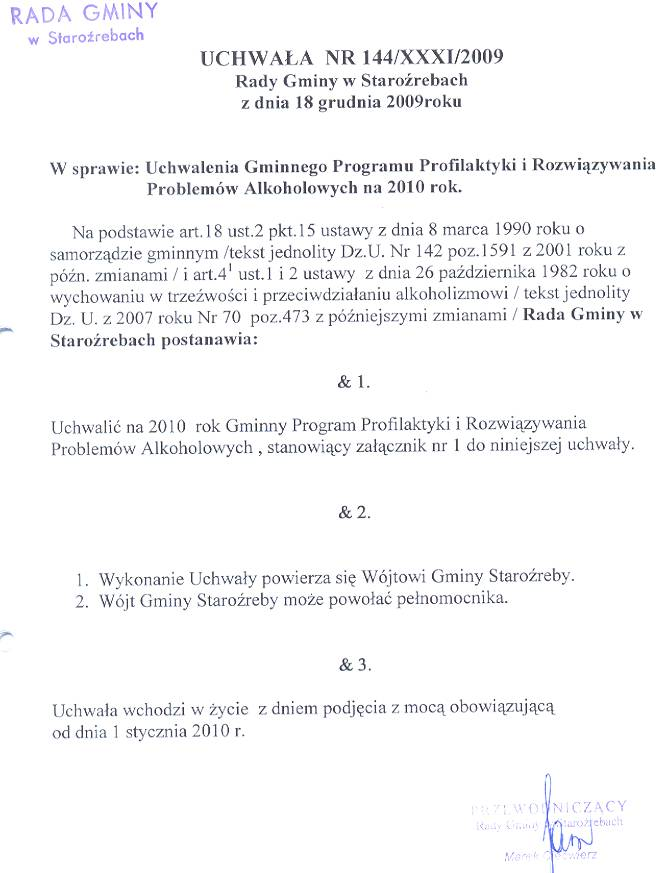 RADA GMINY
w Staroźrebach
UCHWAŁA NR 144/XXXI/2009
Rady Gminy w Staroźrebach
z dnia 18 grudnia 2009roku
W sprawie: Uchwalenia Gminnego Programu Profilaktyki i Rozwiązywania
Problemów Alkoholowych na 2010 rok.
Na podstawie art.18 ust.2 pkt.15 ustawy z dnia 8 marca 1990 roku o
samorządzie gminnym /tekst jednolity Dz.U. Nr 142 poz.1591 z 2001 roku z
późn. zmianami / i art.4¹ ust.1 i 2 ustawy z dnia 26 października 1982 roku o
wychowaniu w trzeźwości i przeciwdziałaniu alkoholizmowi / tekst jednolity
Dz. U. z 2007 roku Nr 70 poz.473 z późniejszymi zmianami / Rada Gminy w
Staroźrebach postanawia:
& 1.
Uchwalić na 2010 rok Gminny Program Profilaktyki i Rozwiązywania
Problemów Alkoholowych , stanowiący załącznik nr 1 do niniejszej uchwały.
& 2.
1. Wykonanie Uchwały powierza się Wójtowi Gminy Staroźreby.
2. Wójt Gminy Staroźreby może powołać pełnomocnika.
& 3.
Uchwała wchodzi w życie z dniem podjęcia z mocą obowiązującą
od dnia 1 stycznia 2010 r.
PRZEWODNICZĄCY
Rady Gminy w Staroźrebach
Marek